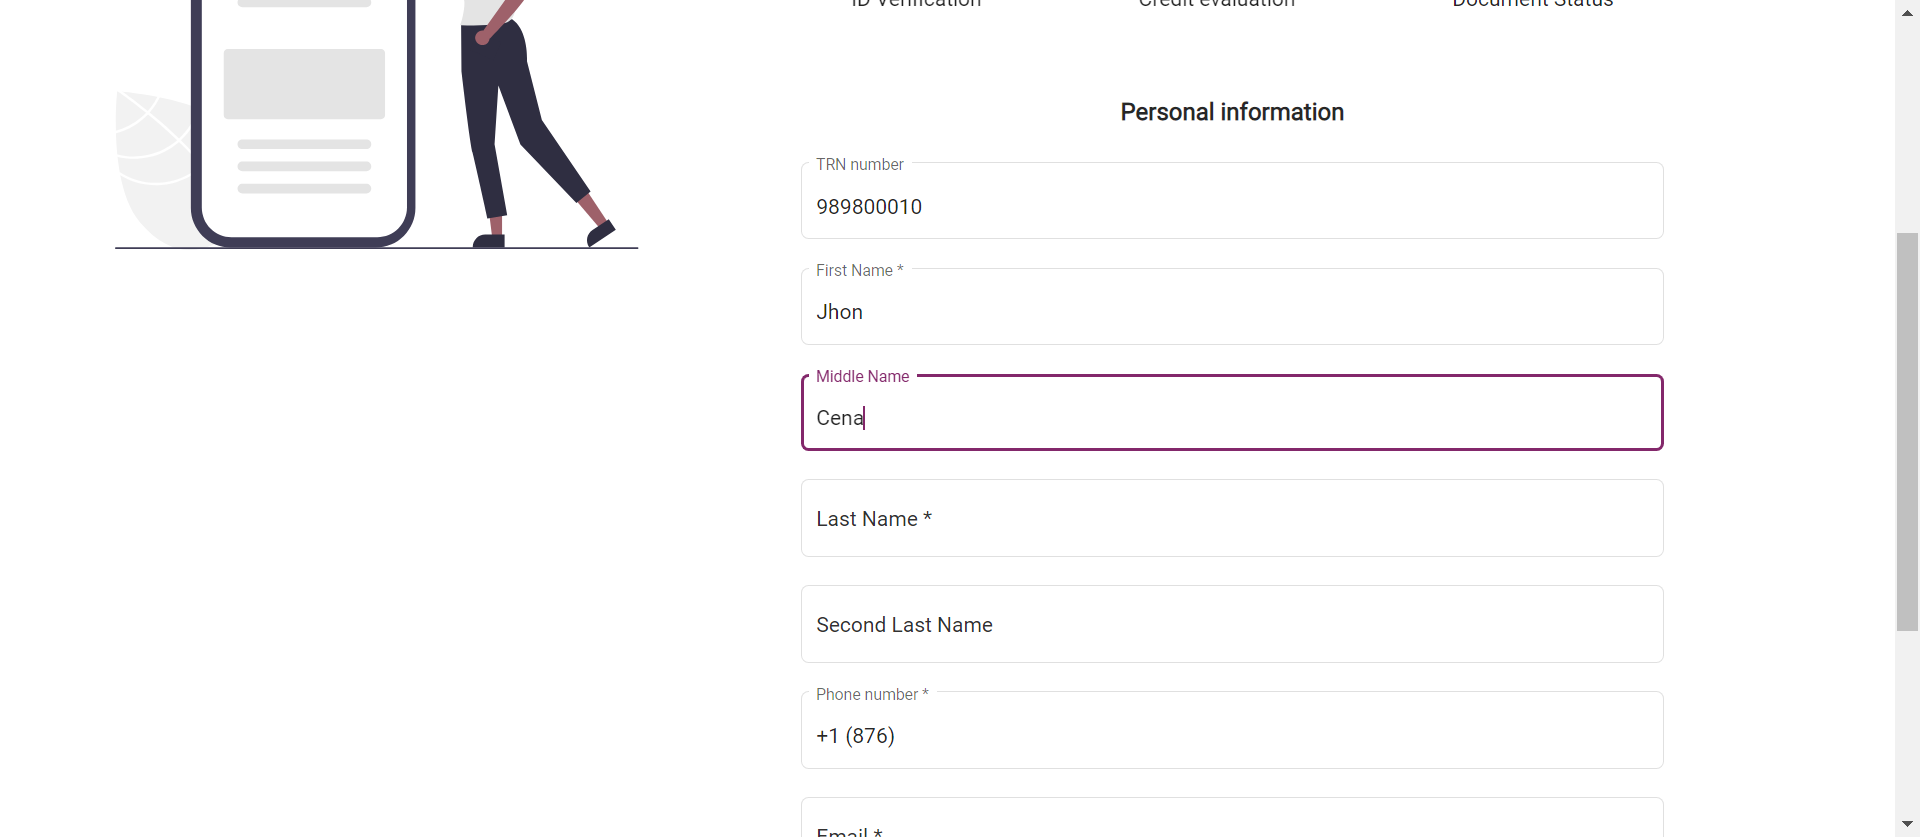 ID Verification
Credit evaluation
Document Status
Personal information
TRN number
989800010
First Name *
Jhon
Middle Name
Cena
Last Name *
Second Last Name
Phone number *
+1 (876)
Email *